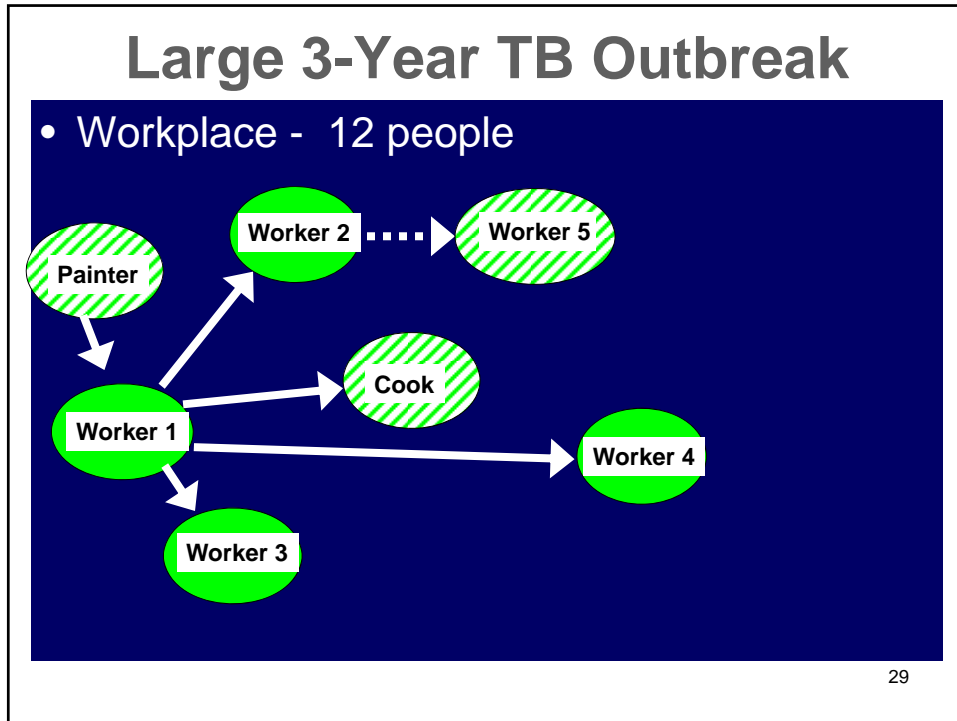 Large 3-Year TB Outbreak
• Workplace - 12 people
Worker 2
Worker 5
Painter
Cook
Worker 1
Worker 4
Worker 3
29